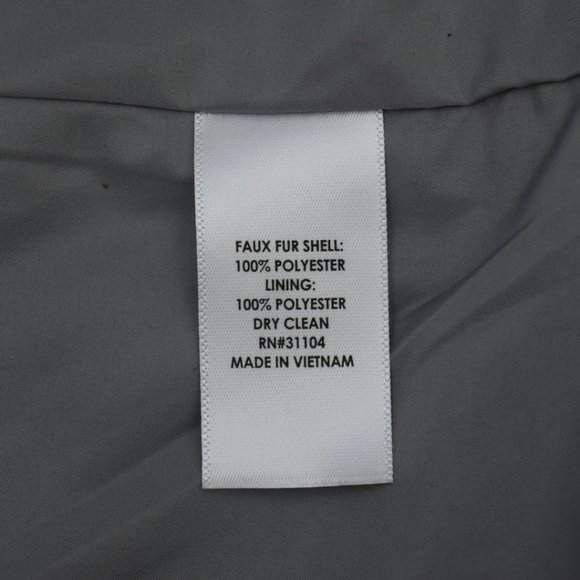 FAUX FUR SHELL:
100% POLYESTER
LINING:
100% POLYESTER
DRY CLEAN
RN#31104
MADE IN VIETNAM